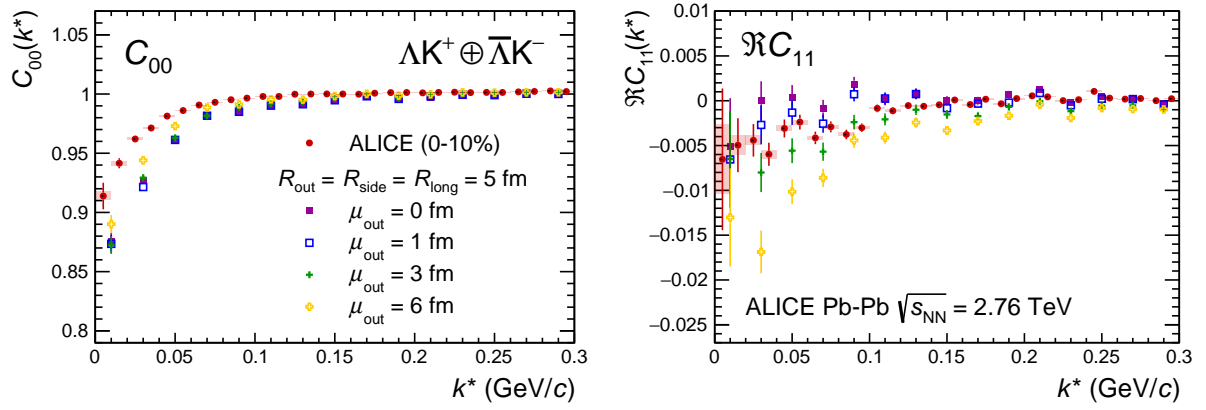 C₀₀(k*)
1.05
1
0.95
0.9
0.85
0.8
C₀₀
ΛK⁺ ⊕ Λ̅K⁻
ALICE (0-10%)
R_out = R_side = R_long = 5 fm
μ_out = 0 fm
μ_out = 1 fm
μ_out = 3 fm
μ_out = 6 fm
0 0.05 0.1 0.15 0.2 0.25 0.3
k* (GeV/c)
ℜC₁₁(k*)
0.01
0.005
0
−0.005
−0.01
−0.015
−0.02
−0.025
ℜC₁₁
ALICE Pb-Pb √s_NN = 2.76 TeV
0 0.05 0.1 0.15 0.2 0.25 0.3
k* (GeV/c)